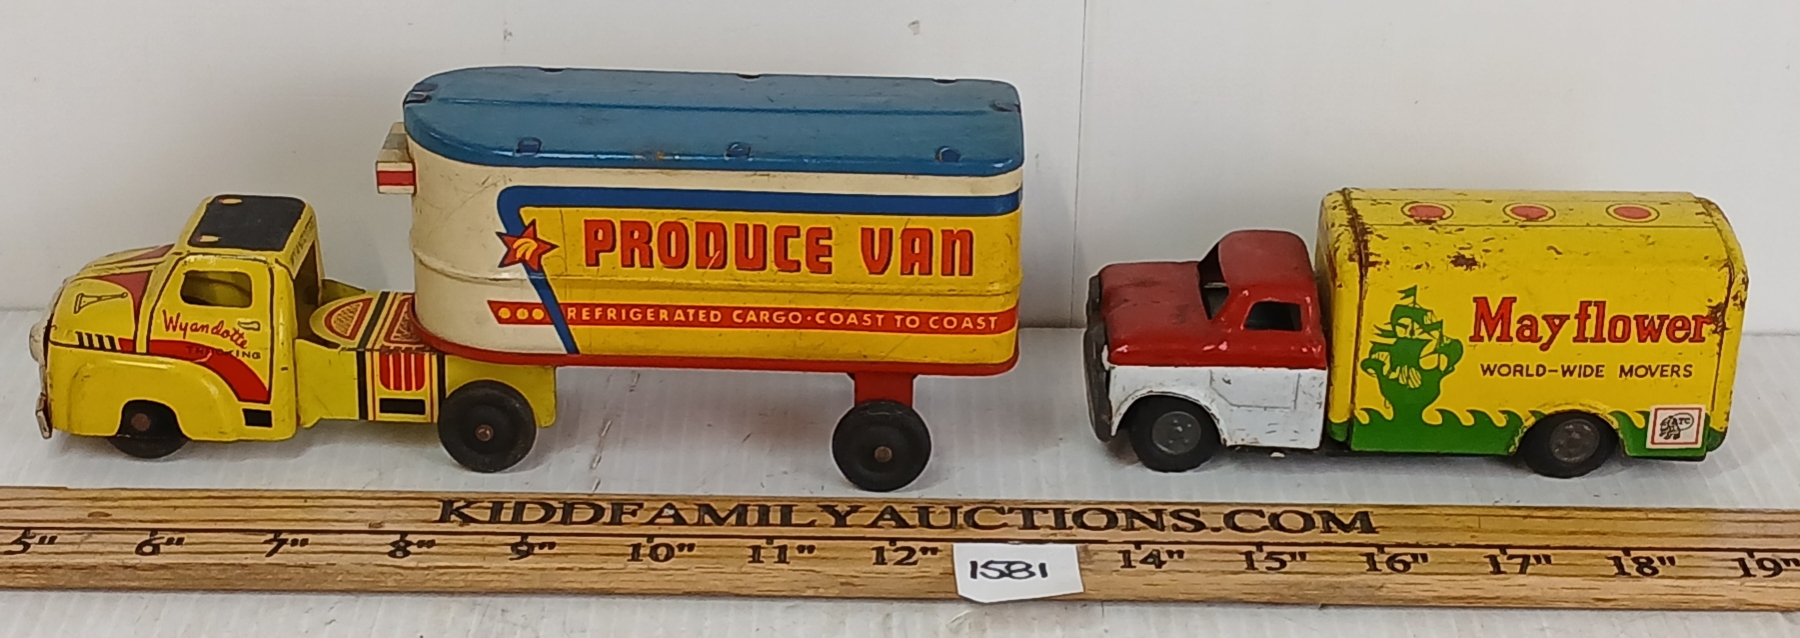 PRODUCE VAN
REFRIGERATED CARGO·COAST TO COAST
Wyandotte
TRUCKING
Mayflower
WORLD-WIDE MOVERS
KIDDFAMILYAUCTIONS.COM
5" 6" 7" 8" 9" 10" 11" 12" 14" 15" 16" 17" 18" 19"
1581